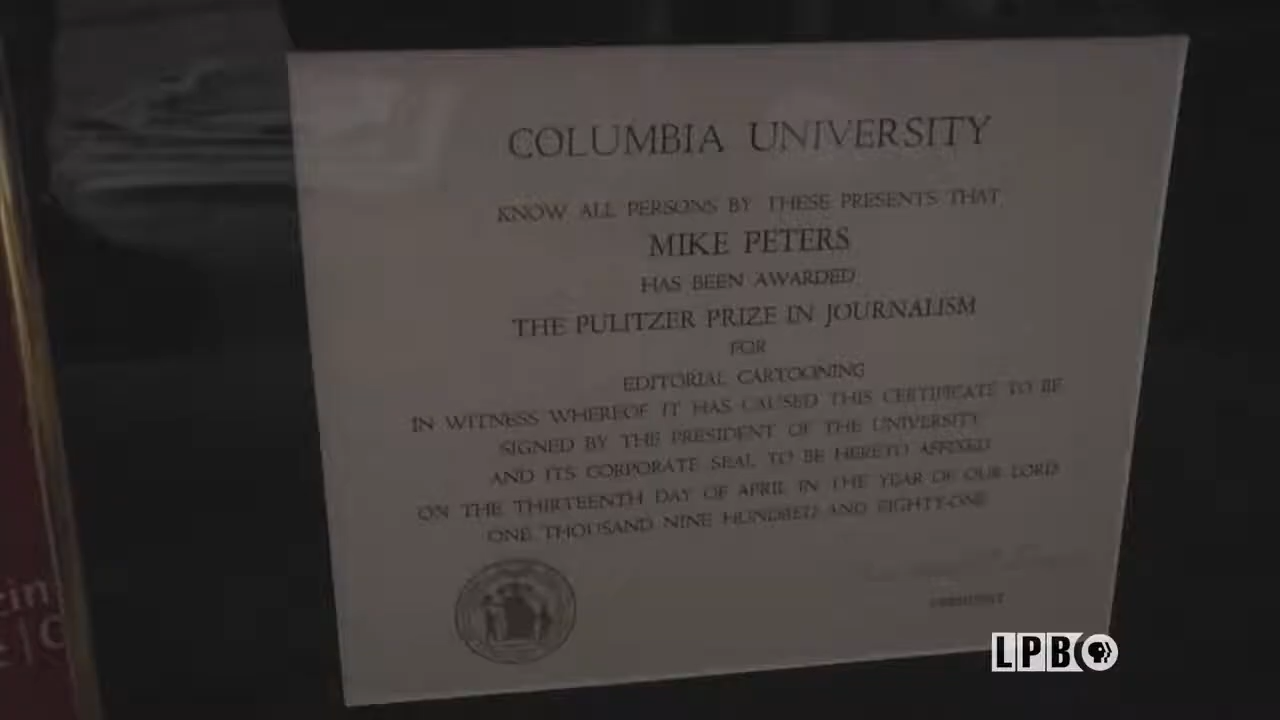 COLUMBIA UNIVERSITY
KNOW ALL PERSONS BY THESE PRESENTS THAT
MIKE PETERS
HAS BEEN AWARDED
THE PULITZER PRIZE IN JOURNALISM
FOR
EDITORIAL CARTOONING
IN WITNESS WHEREOF IT HAS CAUSED THIS CERTIFICATE TO BE
SIGNED BY THE PRESIDENT OF THE UNIVERSITY
AND ITS CORPORATE SEAL TO BE HERETO AFFIXED
ON THE THIRTEENTH DAY OF APRIL IN THE YEAR OF OUR LORD
ONE THOUSAND NINE HUNDRED AND EIGHTY-ONE
PRESIDENT
LPB